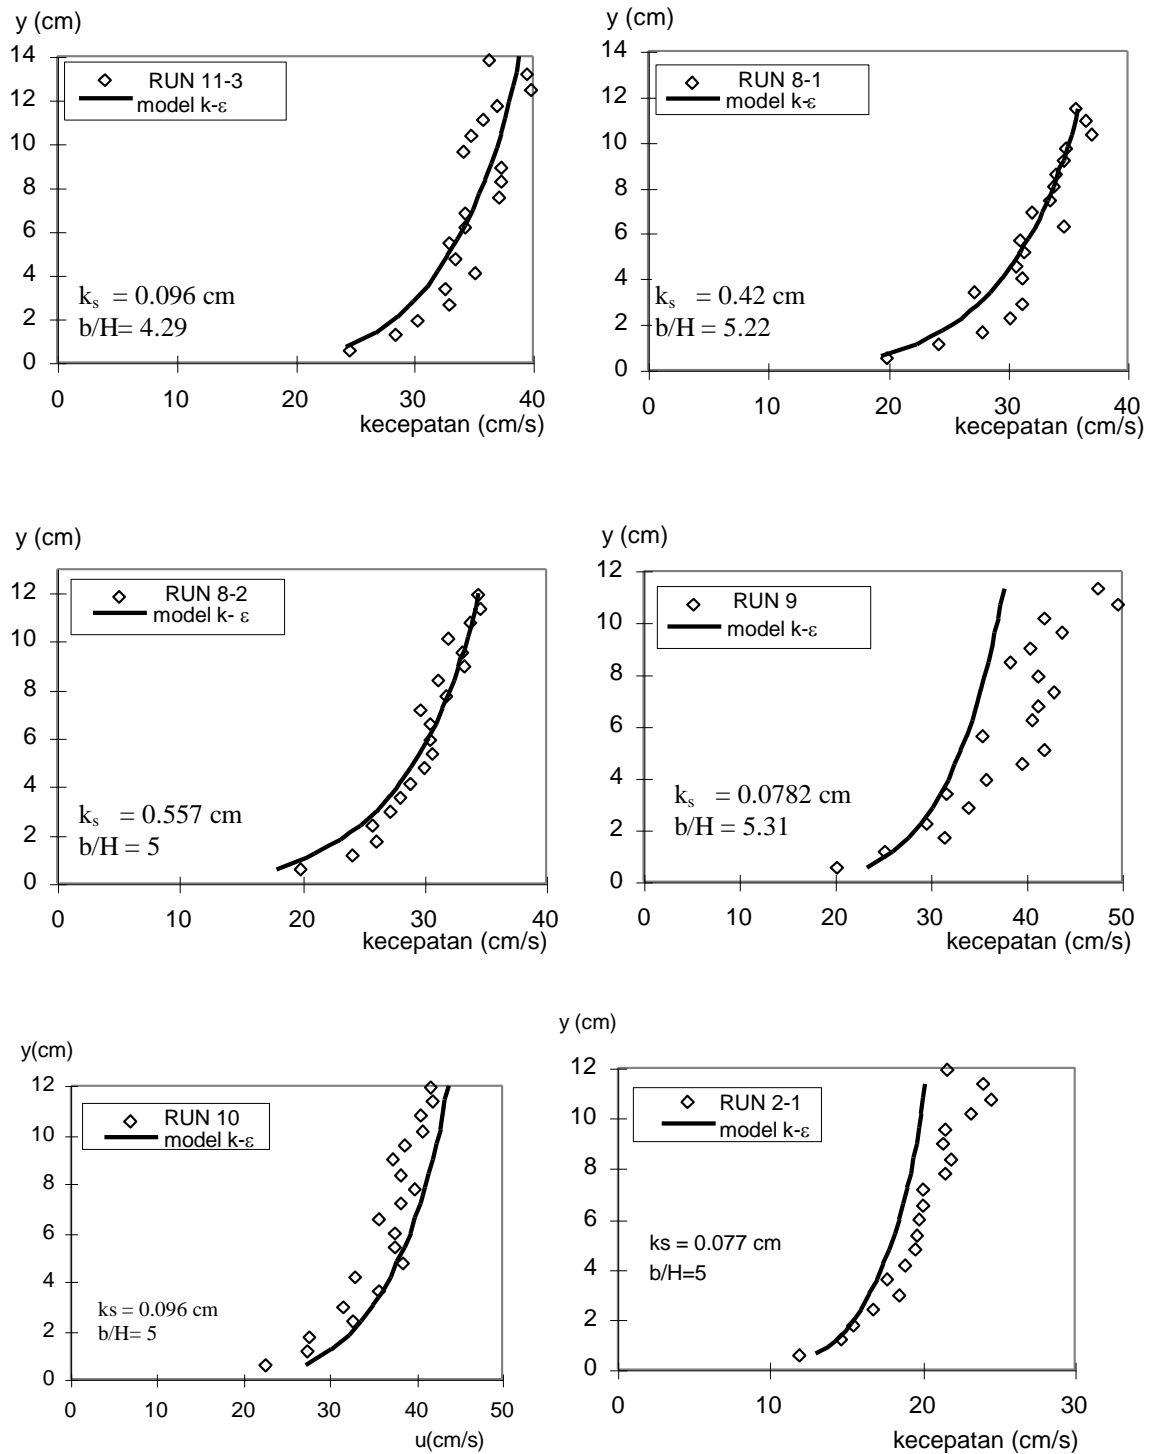 y (cm)
14
12
10
8
6
4
2
0
RUN 11-3
model k-ε
ks = 0.096 cm
b/H= 4.29
0 10 20 30 40
kecepatan (cm/s)
y (cm)
14
12
10
8
6
4
2
0
RUN 8-1
model k-ε
ks = 0.42 cm
b/H = 5.22
0 10 20 30 40
kecepatan (cm/s)
y (cm)
12
10
8
6
4
2
0
RUN 8-2
model k- ε
ks = 0.557 cm
b/H = 5
0 10 20 30 40
kecepatan (cm/s)
y (cm)
12
10
8
6
4
2
0
RUN 9
model k-ε
ks = 0.0782 cm
b/H = 5.31
0 10 20 30 40 50
kecepatan (cm/s)
y(cm)
12
10
8
6
4
2
0
RUN 10
model k-ε
ks = 0.096 cm
b/H= 5
0 10 20 30 40 50
u(cm/s)
y (cm)
12
10
8
6
4
2
0
RUN 2-1
model k-ε
ks = 0.077 cm
b/H=5
0 10 20 30
kecepatan (cm/s)